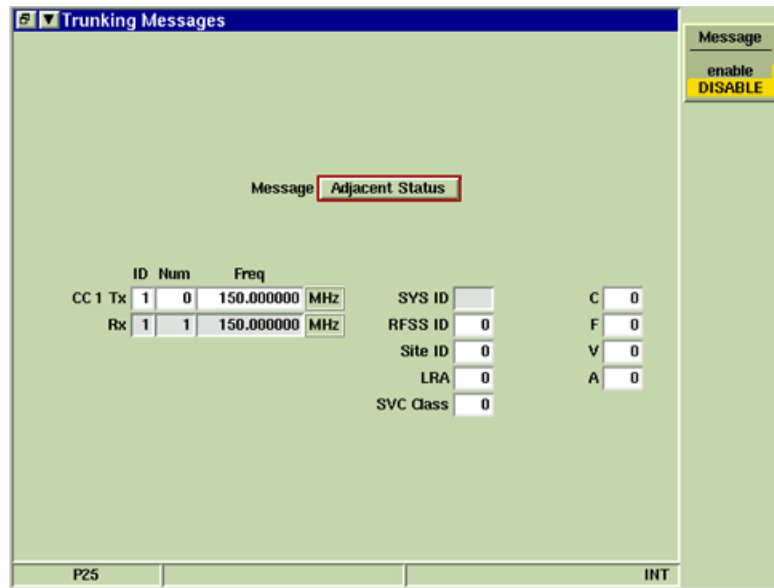 Trunking Messages
Message
enable
DISABLE
Message Adjacent Status
ID Num Freq
CC 1 Tx 1 0 150.000000 MHz
Rx 1 1 150.000000 MHz
SYS ID
RFSS ID 0
Site ID 0
LRA 0
SVC Class 0
C 0
F 0
V 0
A 0
P25
INT